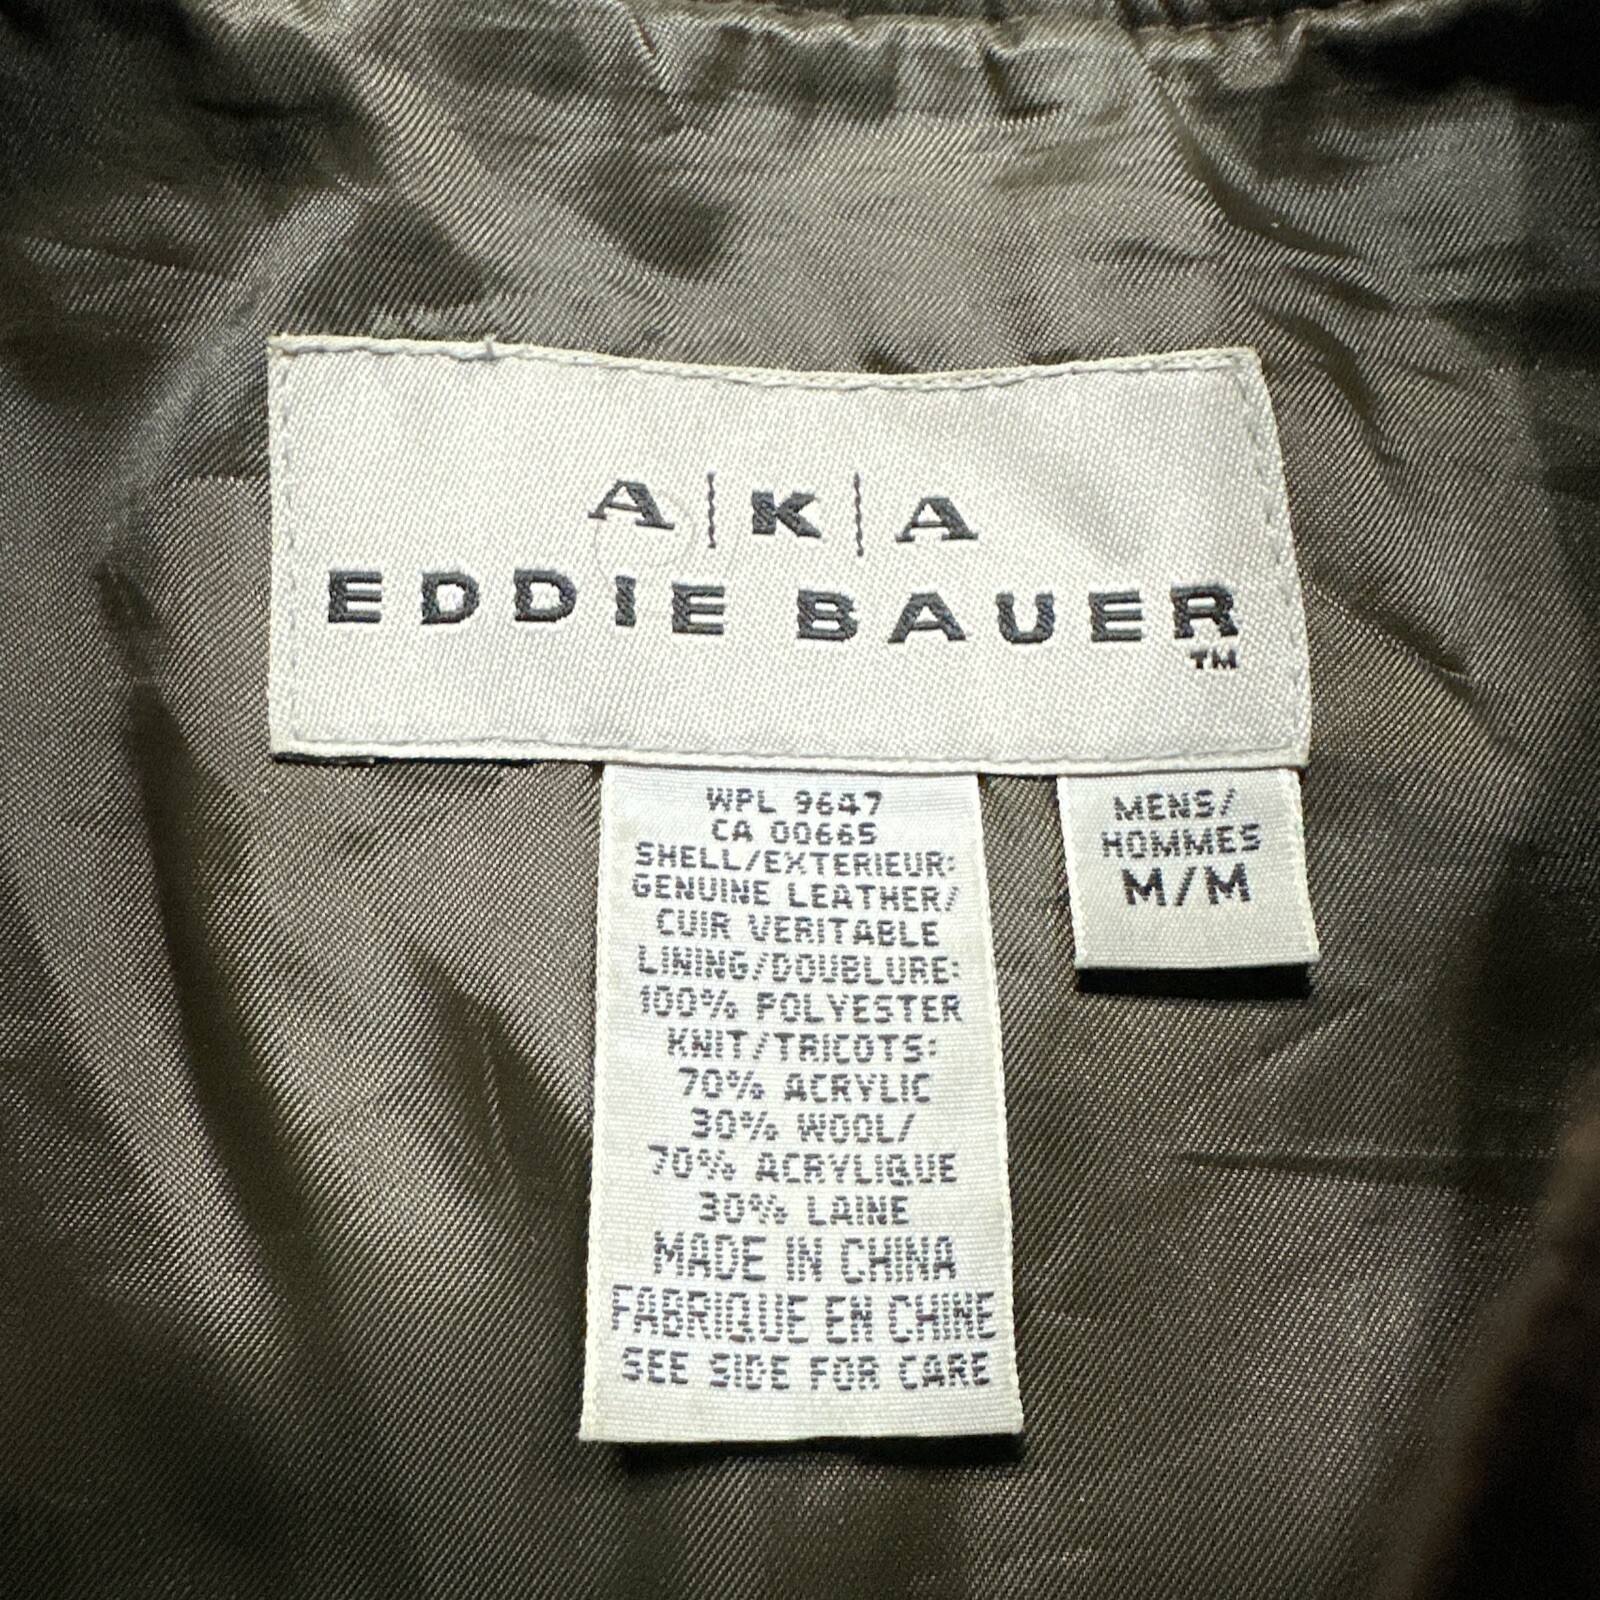 A|K|A
EDDIE BAUER
TM
WPL 9647
CA 00665
SHELL/EXTERIEUR:
GENUINE LEATHER/
CUIR VERITABLE
LINING/DOUBLURE:
100% POLYESTER
KNIT/TRICOTS:
70% ACRYLIC
30% WOOL/
70% ACRYLIQUE
30% LAINE
MADE IN CHINA
FABRIQUE EN CHINE
SEE SIDE FOR CARE
MENS/
HOMMES
M/M